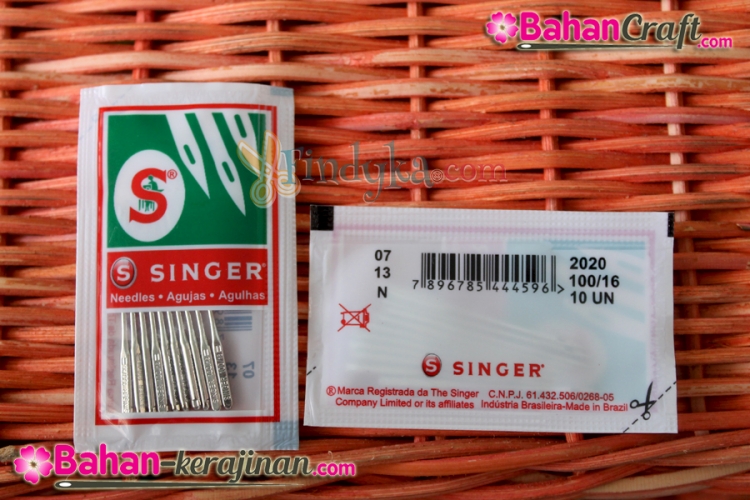 BahanCraft.com
Findyka.com
S®
S SINGER®
Needles • Agujas • Agulhas
07
13
N
7 896785 444596 >
2020
100/16
10 UN
S SINGER®
® Marca Registrada da The Singer
Company Limited or its affiliates
C.N.P.J. 61.432.506/0268-05
Indústria Brasileira-Made in Brazil
Bahan-kerajinan.com